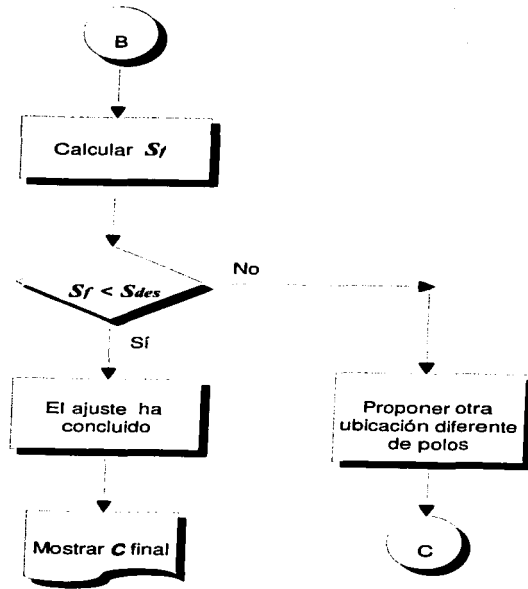 B
Calcular Sf
Sf < Sdes
No
Sí
El ajuste ha
concluido
Proponer otra
ubicación diferente
de polos
Mostrar C final
C